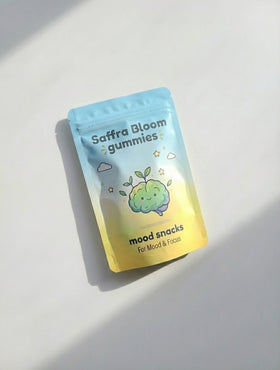 Saffra Bloom
gummies
mood snacks
For Mood & Focus